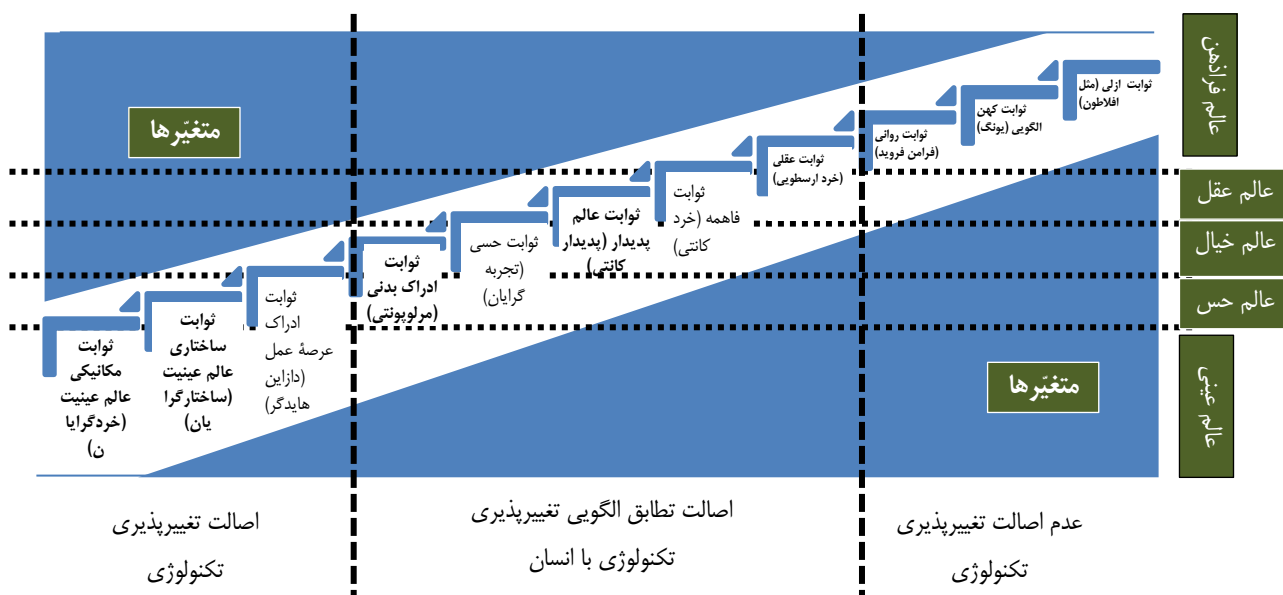 عالم فراذهن
عالم عقل
عالم خیال
عالم حس
عالم عینی
متغیّرها
متغیّرها
ثوابت ازلی (مثل
افلاطون)
ثوابت کهن
الگویی (یونگ)
ثوابت روانی
(فرامن فروید)
ثوابت عقلی
(خرد ارسطویی)
ثوابت
فاهمه (خرد
کانتی)
ثوابت عالم
پدیدار (پدیدار
کانتی)
ثوابت حسی
(تجربه
گرایان)
ثوابت
ادراک بدنی
(مرلوپونتی)
ثوابت
ادراک
عرصۀ عمل
(دازاین
هایدگر)
ثوابت
ساختاری
عالم عینیت
(ساختارگرا
یان)
ثوابت
مکانیکی
عالم عینیت
(خردگرایا
ن)
عدم اصالت تغییرپذیری
تکنولوژی
اصالت تطابق الگویی تغییرپذیری
تکنولوژی با انسان
اصالت تغییرپذیری
تکنولوژی